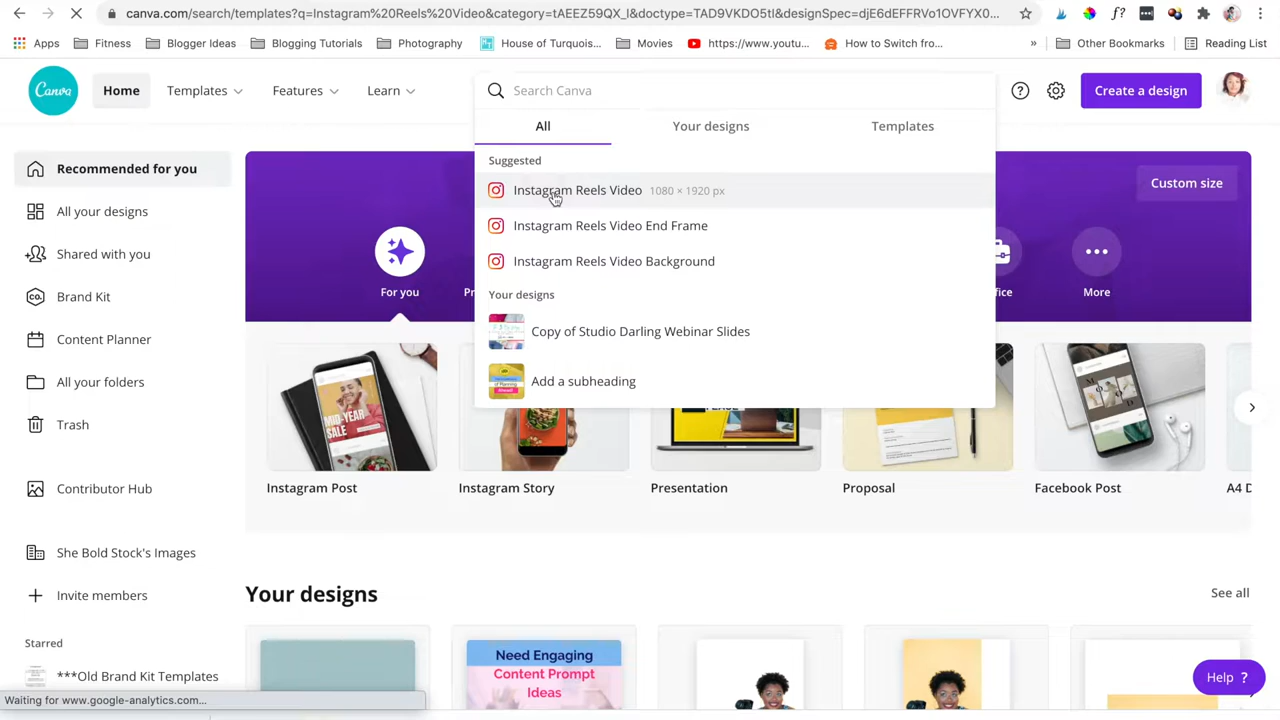 canva.com/search/templates?q=Instagram%20Reels%20Video&category=tAEEZ59QX_I&doctype=TAD9VKDO5tI&designSpec=djE6dEFFRVo1OVFYX0...
Apps Fitness Blogger Ideas Blogging Tutorials Photography House of Turquois... Movies https://www.youtu... How to Switch fro... » Other Bookmarks Reading List
Canva Home Templates Features Learn Search Canva Create a design
All Your designs Templates
Suggested
Recommended for you
Instagram Reels Video 1080 × 1920 px
Custom size
All your designs
Instagram Reels Video End Frame
Shared with you
Instagram Reels Video Background
For you
More
Brand Kit
Your designs
Content Planner
Copy of Studio Darling Webinar Slides
All your folders
Add a subheading
Trash
MID-YEAR
SALE
Instagram Post Instagram Story Presentation Proposal Facebook Post A4 D
Contributor Hub
She Bold Stock's Images
Invite members
Your designs See all
Starred
***Old Brand Kit Templates
Need Engaging
Content Prompt
Ideas
Help ?
Waiting for www.google-analytics.com...